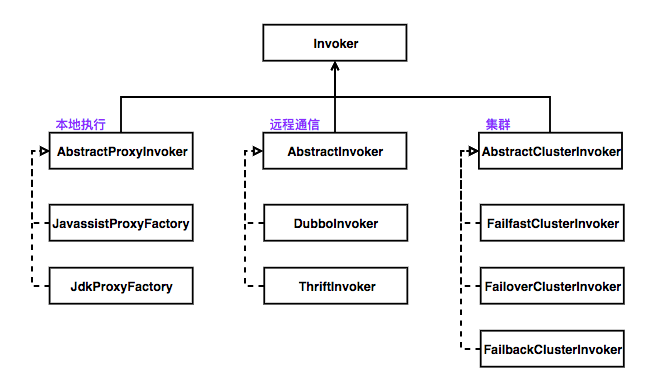 Invoker
本地执行
远程通信
集群
AbstractProxyInvoker
AbstractInvoker
AbstractClusterInvoker
JavassistProxyFactory
DubboInvoker
FailfastClusterInvoker
JdkProxyFactory
ThriftInvoker
FailoverClusterInvoker
FailbackClusterInvoker